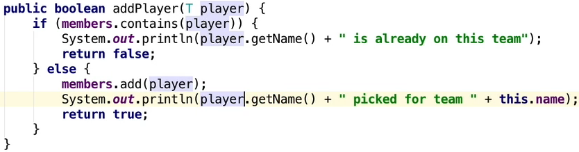 public boolean addPlayer(T player) {
    if (members.contains(player)) {
        System.out.println(player.getName() + " is already on this team");
        return false;
    } else {
        members.add(player);
        System.out.println(player.getName() + " picked for team " + this.name);
        return true;
    }
}